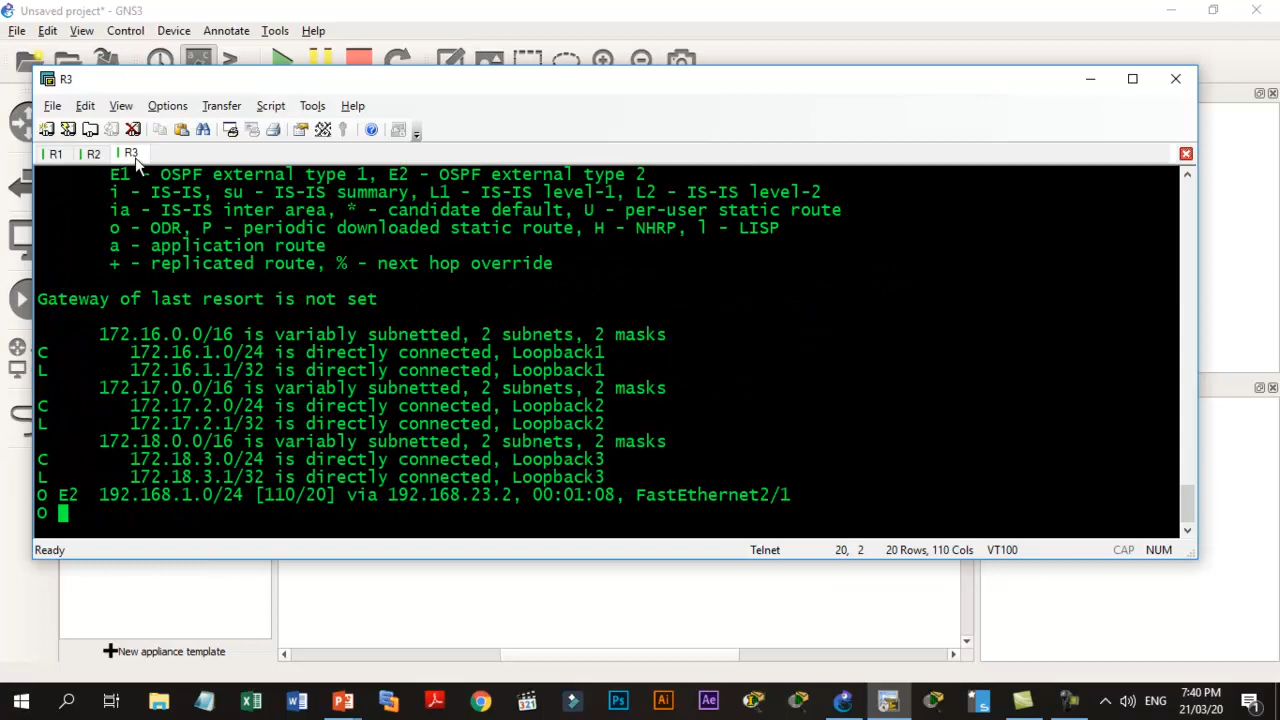 Unsaved project* - GNS3
File Edit View Control Device Annotate Tools Help
R3
File Edit View Options Transfer Script Tools Help
R1 R2 R3
E1 - OSPF external type 1, E2 - OSPF external type 2
i - IS-IS, su - IS-IS summary, L1 - IS-IS level-1, L2 - IS-IS level-2
ia - IS-IS inter area, * - candidate default, U - per-user static route
o - ODR, P - periodic downloaded static route, H - NHRP, l - LISP
a - application route
+ - replicated route, % - next hop override
Gateway of last resort is not set
172.16.0.0/16 is variably subnetted, 2 subnets, 2 masks
C 172.16.1.0/24 is directly connected, Loopback1
L 172.16.1.1/32 is directly connected, Loopback1
172.17.0.0/16 is variably subnetted, 2 subnets, 2 masks
C 172.17.2.0/24 is directly connected, Loopback2
L 172.17.2.1/32 is directly connected, Loopback2
172.18.0.0/16 is variably subnetted, 2 subnets, 2 masks
C 172.18.3.0/24 is directly connected, Loopback3
L 172.18.3.1/32 is directly connected, Loopback3
O E2 192.168.1.0/24 [110/20] via 192.168.23.2, 00:01:08, FastEthernet2/1
O
Ready Telnet 20, 2 20 Rows, 110 Cols VT100 CAP NUM
New appliance template
Ps Ai Ae ENG 7:40 PM
21/03/20